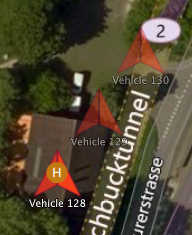 2
Vehicle 130
Vehicle 129
H
Vehicle 128
chbucktunnel
urerstrasse